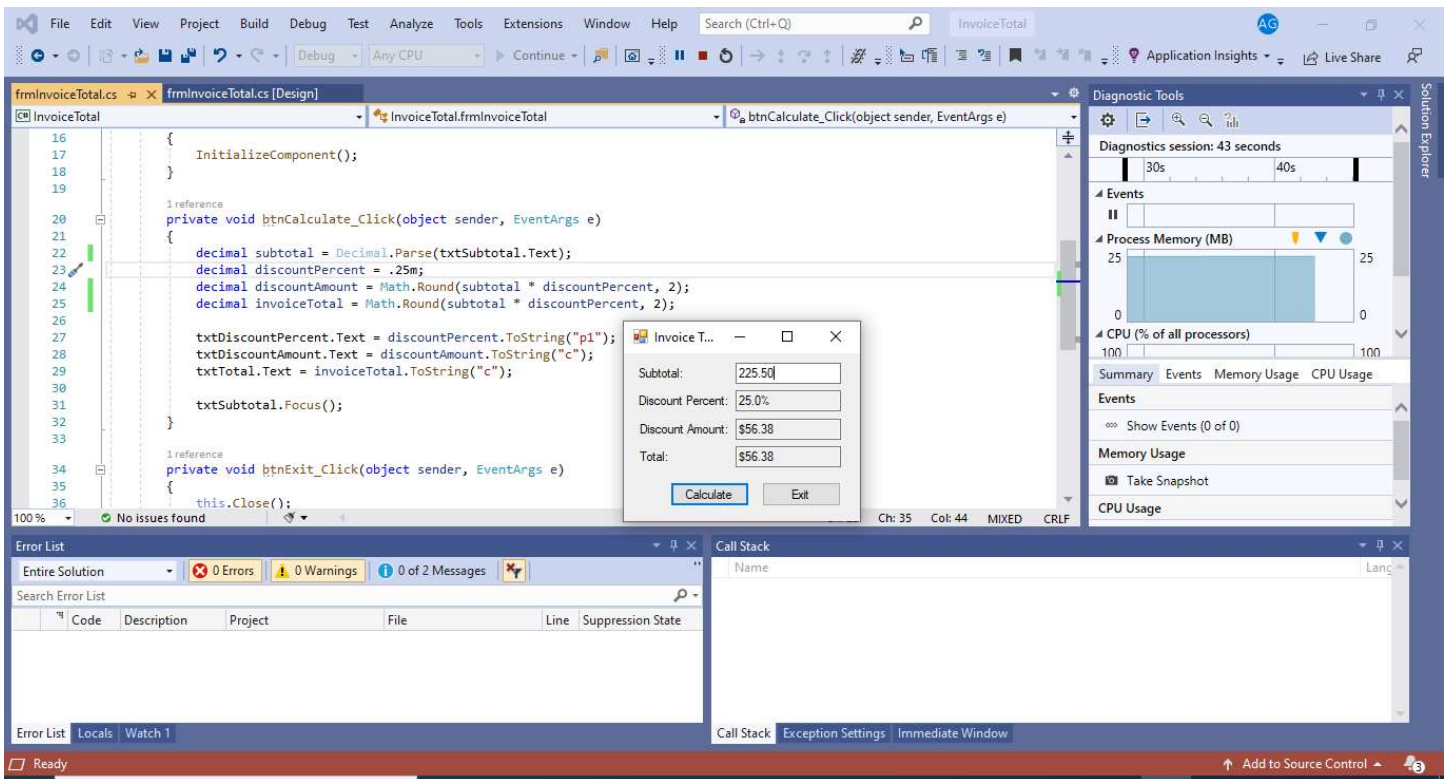 File Edit View Project Build Debug Test Analyze Tools Extensions Window Help Search (Ctrl+Q) InvoiceTotal AG
Debug Any CPU Continue Application Insights Live Share
frmInvoiceTotal.cs frmInvoiceTotal.cs [Design]
C# InvoiceTotal InvoiceTotal.frmInvoiceTotal btnCalculate_Click(object sender, EventArgs e)
16 {
17 InitializeComponent();
18 }
19
1 reference
20 private void btnCalculate_Click(object sender, EventArgs e)
21 {
22 decimal subtotal = Decimal.Parse(txtSubtotal.Text);
23 decimal discountPercent = .25m;
24 decimal discountAmount = Math.Round(subtotal * discountPercent, 2);
25 decimal invoiceTotal = Math.Round(subtotal * discountPercent, 2);
26
27 txtDiscountPercent.Text = discountPercent.ToString("p1");
28 txtDiscountAmount.Text = discountAmount.ToString("c");
29 txtTotal.Text = invoiceTotal.ToString("c");
30
31 txtSubtotal.Focus();
32 }
33
1 reference
34 private void btnExit_Click(object sender, EventArgs e)
35 {
36 this.Close();
100 % No issues found Ch: 35 Col: 44 MIXED CRLF
Invoice T...
Subtotal: 225.50
Discount Percent: 25.0%
Discount Amount: $56.38
Total: $56.38
Calculate Exit
Diagnostic Tools
Diagnostics session: 43 seconds
30s 40s
Events
Process Memory (MB)
25 25
0 0
CPU (% of all processors)
100 100
Summary Events Memory Usage CPU Usage
Events
Show Events (0 of 0)
Memory Usage
Take Snapshot
CPU Usage
Solution Explorer
Error List
Entire Solution 0 Errors 0 Warnings 0 of 2 Messages
Search Error List
Code Description Project File Line Suppression State
Error List Locals Watch 1
Call Stack
Name Lang
Call Stack Exception Settings Immediate Window
Ready Add to Source Control 3